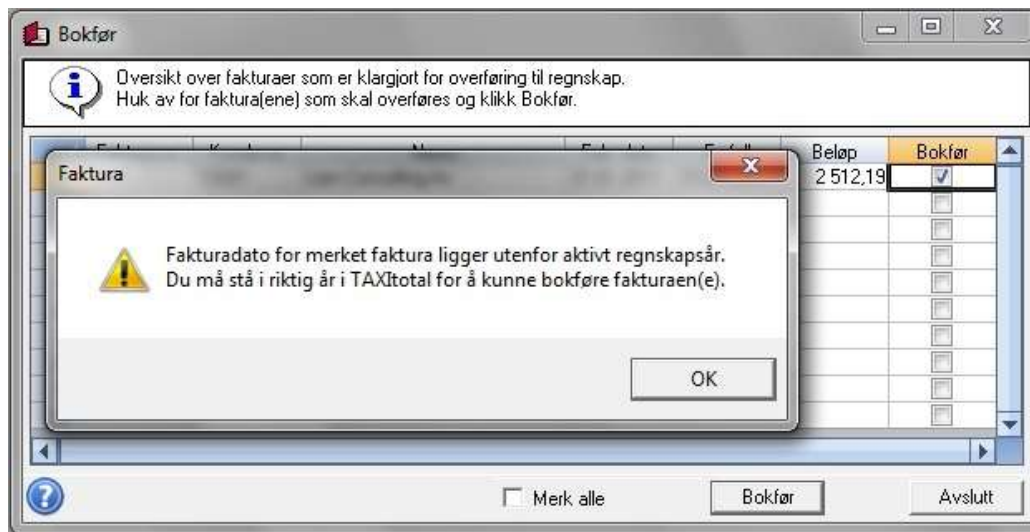 Bokfør
Oversikt over fakturaer som er klargjort for overføring til regnskap.
Huk av for faktura(ene) som skal overføres og klikk Bokfør.
Beløp Bokfør
2 512,19
Faktura
Fakturadato for merket faktura ligger utenfor aktivt regnskapsår.
Du må stå i riktig år i TAXItotal for å kunne bokføre fakturaen(e).
OK
Merk alle Bokfør Avslutt